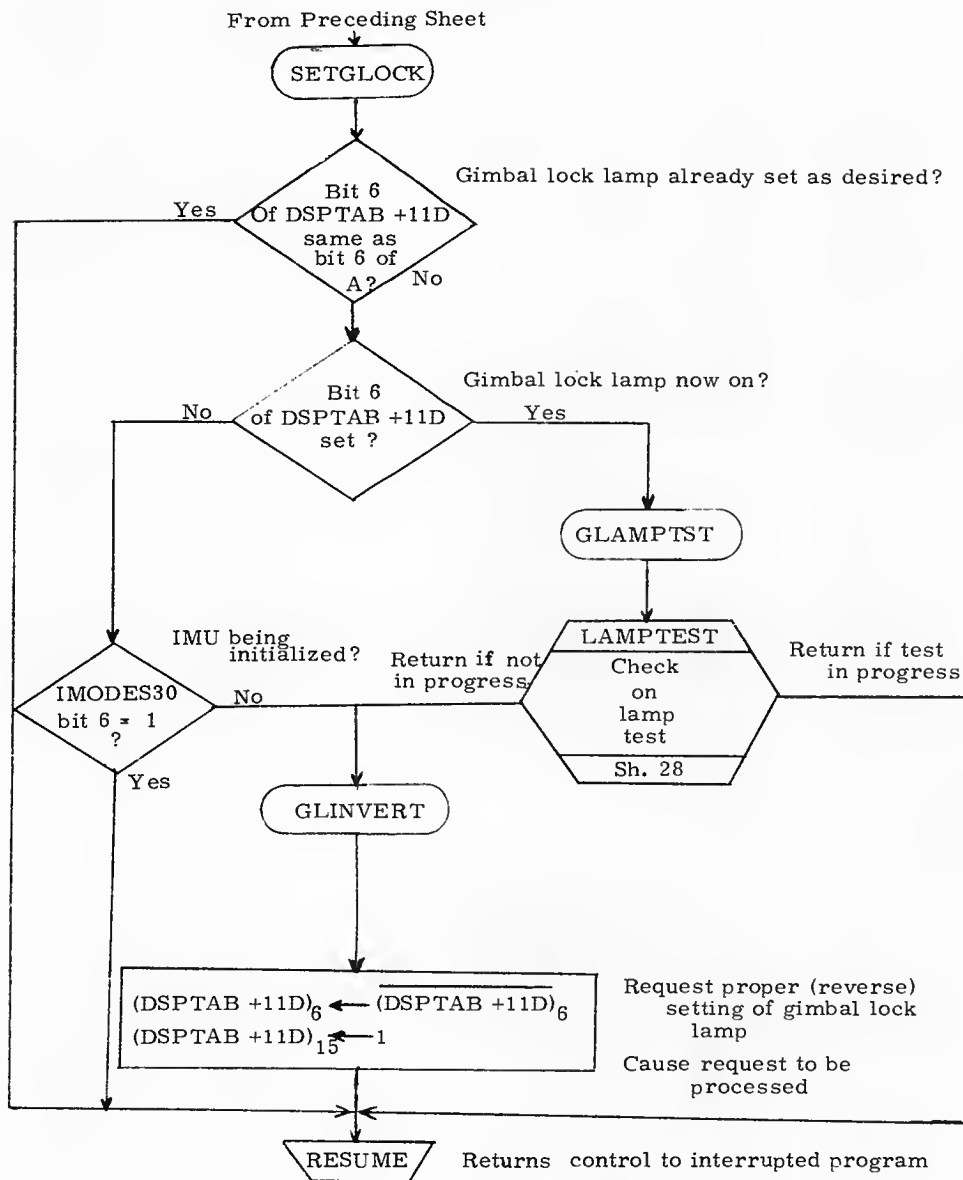 From Preceding Sheet
SETGLOCK
Gimbal lock lamp already set as desired?
Bit 6
Of DSPTAB +11D
same as
bit 6 of
A?
Yes
No
Gimbal lock lamp now on?
Bit 6
of DSPTAB +11D
set ?
No
Yes
GLAMPTST
IMU being
initialized?
IMODES30
bit 6 = 1
?
No
Yes
Return if not
in progress
LAMPTEST
Check
on
lamp
test
Sh. 28
Return if test
in progress
GLINVERT
(DSPTAB +11D)6 ← (DSPTAB +11D)6
(DSPTAB +11D)15 ← 1
Request proper (reverse)
setting of gimbal lock
lamp
Cause request to be
processed
RESUME
Returns control to interrupted program